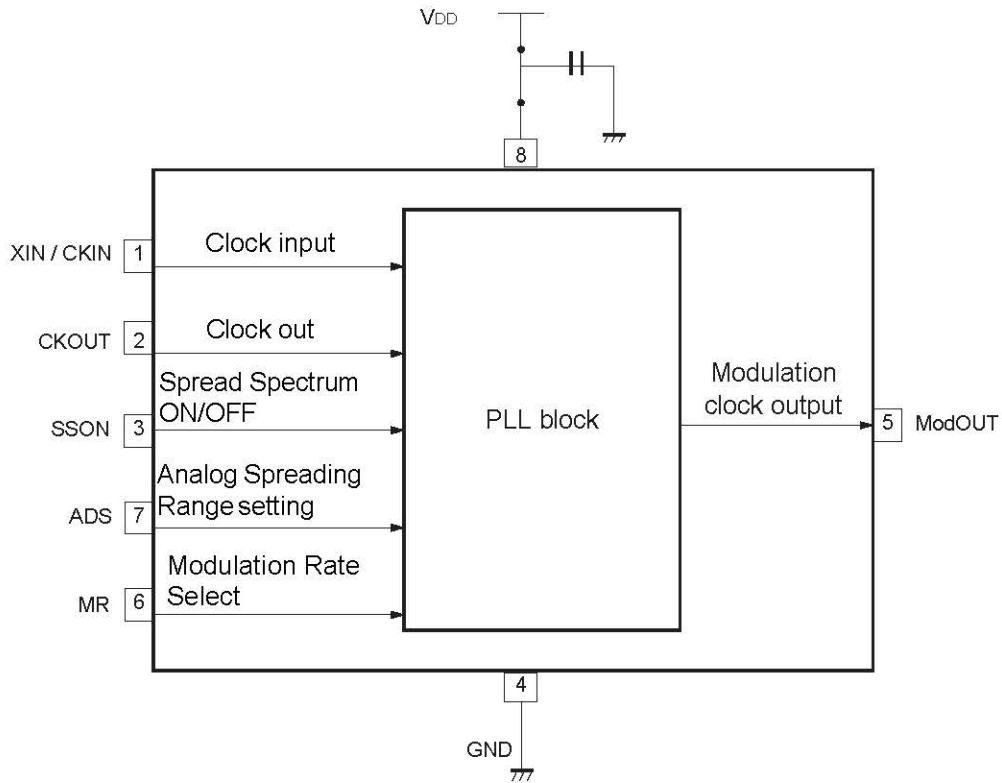 VDD
8
XIN / CKIN 1 Clock input
CKOUT 2 Clock out
Spread Spectrum
ON/OFF
SSON 3
Analog Spreading
Range setting
ADS 7
Modulation Rate
Select
MR 6
PLL block
Modulation
clock output
5 ModOUT
4
GND